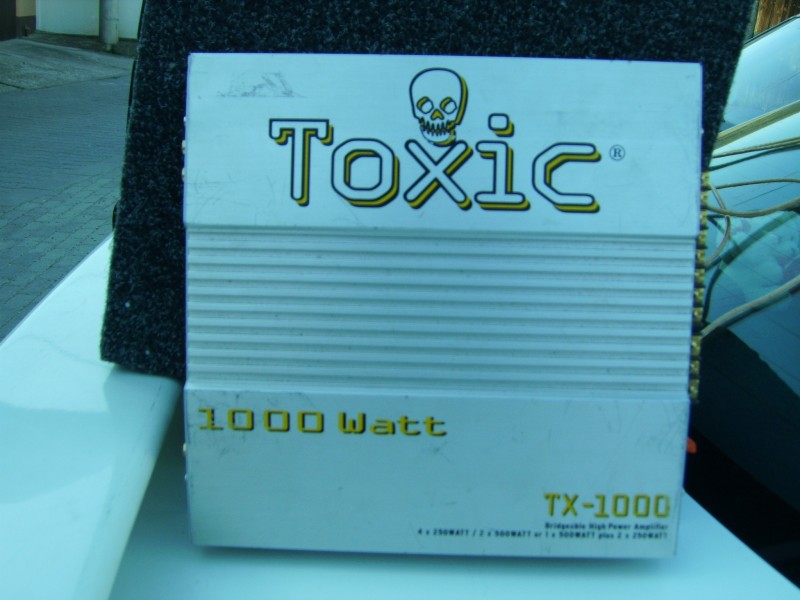 Toxic®
1000 Watt
TX-1000
Bridgeable High Power Amplifier
4 x 250WATT / 2 x 500WATT or 1 x 500WATT plus 2 x 250WATT